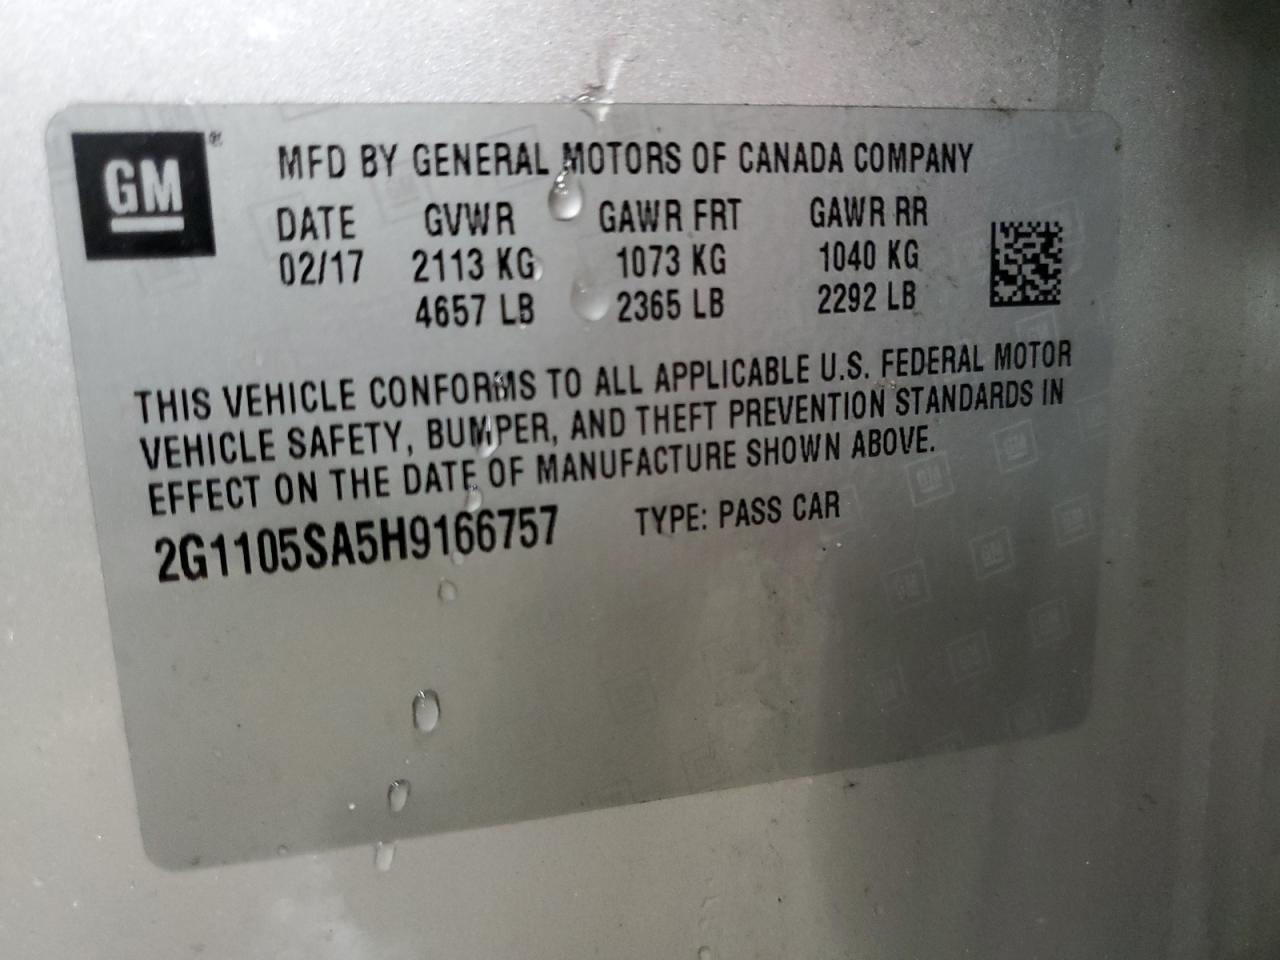 GM®
MFD BY GENERAL MOTORS OF CANADA COMPANY
DATE GVWR GAWR FRT GAWR RR
02/17 2113 KG 1073 KG 1040 KG
4657 LB 2365 LB 2292 LB
THIS VEHICLE CONFORMS TO ALL APPLICABLE U.S. FEDERAL MOTOR
VEHICLE SAFETY, BUMPER, AND THEFT PREVENTION STANDARDS IN
EFFECT ON THE DATE OF MANUFACTURE SHOWN ABOVE.
2G1105SA5H9166757 TYPE: PASS CAR